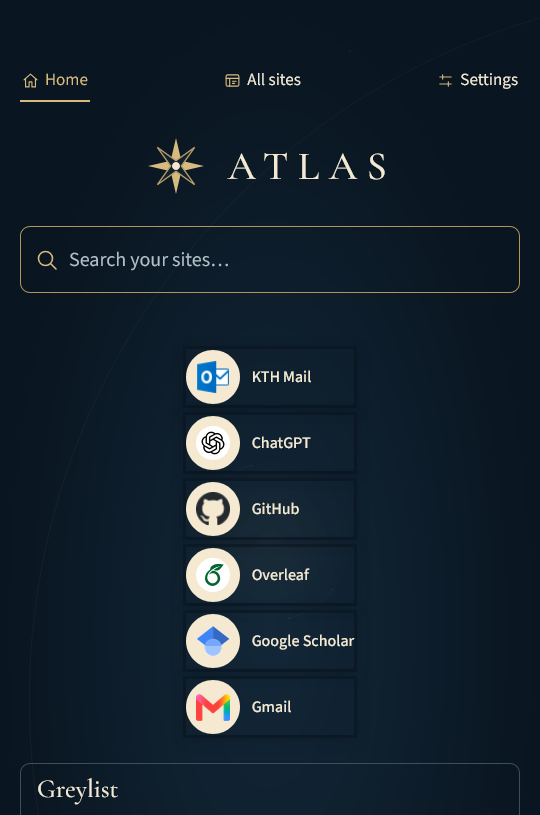 Home
All sites
Settings
ATLAS
Search your sites…
KTH Mail
ChatGPT
GitHub
Overleaf
Google Scholar
Gmail
Greylist